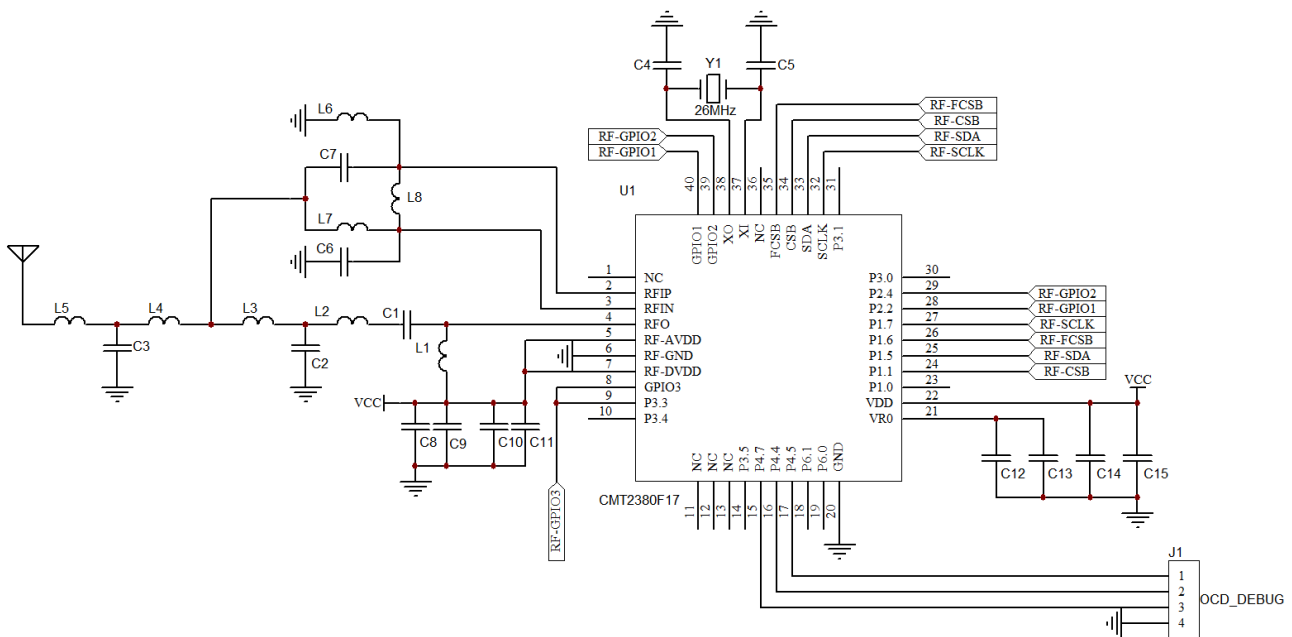 C4
Y1
C5
26MHz
L6
RF-GPIO2
RF-GPIO1
RF-FCSB
RF-CSB
RF-SDA
RF-SCLK
C7
L8
L7
C6
U1
40
39
38
37
36
35
34
33
32
31
GPIO1
GPIO2
XO
XI
NC
FCSB
CSB
SDA
SCLK
P3.1
1 NC
2 RFIP
3 RFIN
4 RFO
5 RF-AVDD
6 RF-GND
7 RF-DVDD
8 GPIO3
9 P3.3
10 P3.4
P3.0 30
P2.4 29 RF-GPIO2
P2.2 28 RF-GPIO1
P1.7 27 RF-SCLK
P1.6 26 RF-FCSB
P1.5 25 RF-SDA
P1.1 24 RF-CSB
P1.0 23
VDD 22
VR0 21
VCC
L5
L4
L3
L2
C1
C3
C2
L1
VCC
C8
C9
C10
C11
RF-GPIO3
NC
NC
NC
P3.5
P4.7
P4.4
P4.5
P6.1
P6.0
GND
CMT2380F17
11
12
13
14
15
16
17
18
19
20
C12
C13
C14
C15
J1
1
2
3
4
OCD_DEBUG